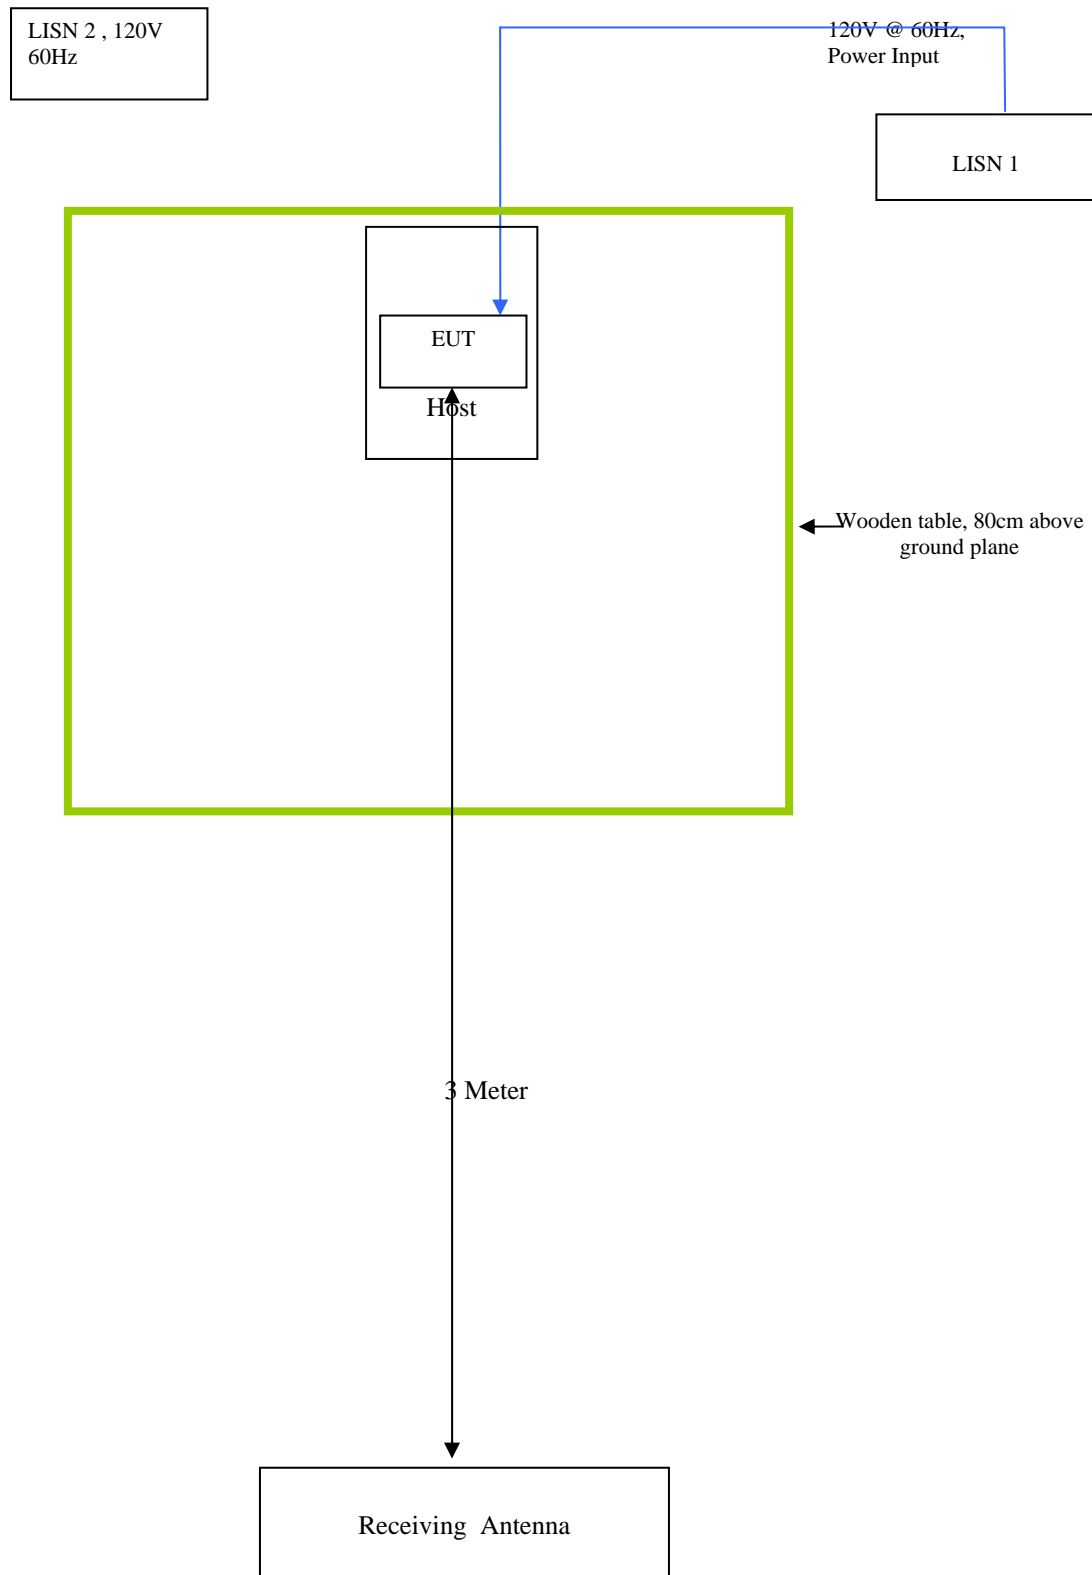 LISN 2 , 120V
60Hz
120V @ 60Hz,
Power Input
LISN 1
EUT
Host
Wooden table, 80cm above
ground plane
3 Meter
Receiving Antenna